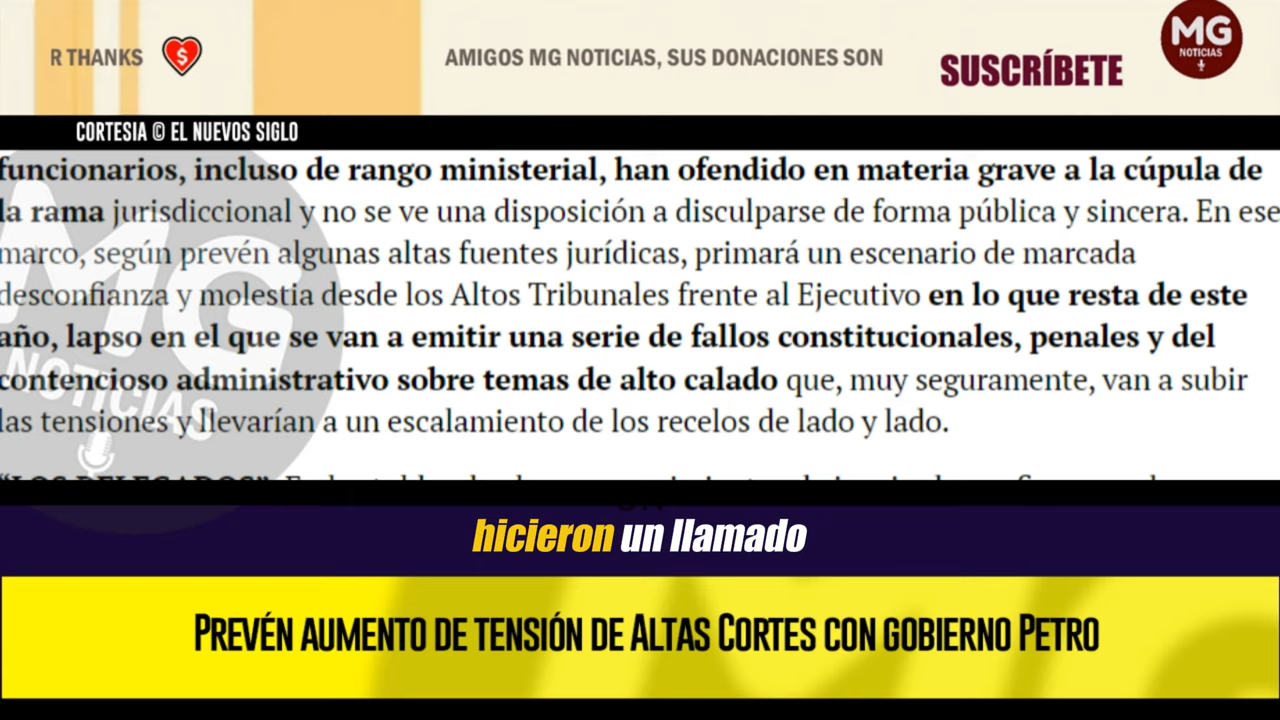 R THANKS
AMIGOS MG NOTICIAS, SUS DONACIONES SON
SUSCRÍBETE
MG
NOTICIAS
CORTESIA © EL NUEVOS SIGLO
funcionarios, incluso de rango ministerial, han ofendido en materia grave a la cúpula de
la rama jurisdiccional y no se ve una disposición a disculparse de forma pública y sincera. En ese
marco, según prevén algunas altas fuentes jurídicas, primará un escenario de marcada
desconfianza y molestia desde los Altos Tribunales frente al Ejecutivo en lo que resta de este
año, lapso en el que se van a emitir una serie de fallos constitucionales, penales y del
contencioso administrativo sobre temas de alto calado que, muy seguramente, van a subir
las tensiones y llevarían a un escalamiento de los recelos de lado y lado.
MG
NOTICIAS
hicieron un llamado
Prevén aumento de tensión de Altas Cortes con gobierno Petro